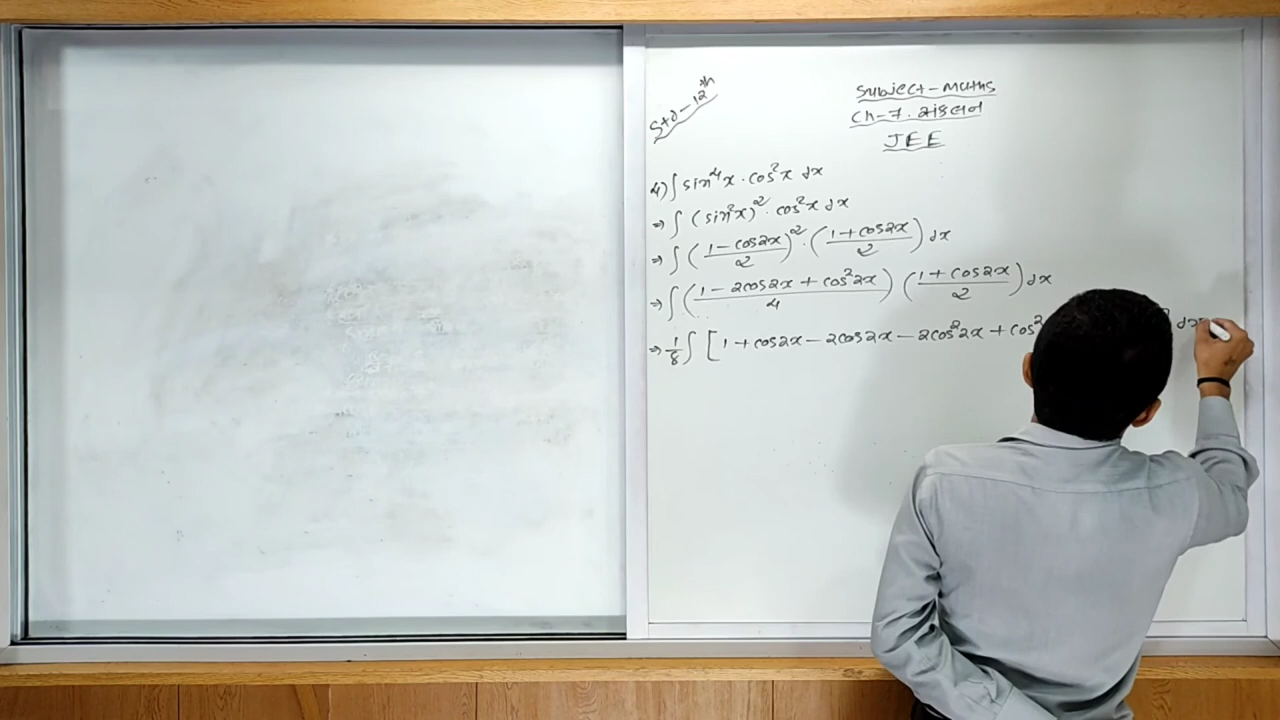 Std - 12th
Subject - Maths
Ch - 7. સંકલન
JEE
4) ∫ sin⁴x · cos²x dx
⇒ ∫ (sin²x)² · cos²x dx
⇒ ∫ ((1 - cos2x)/2)² · ((1 + cos2x)/2) dx
⇒ ∫ ((1 - 2cos2x + cos²2x)/4) ((1 + cos2x)/2) dx
⇒ 1/8 ∫ [1 + cos2x - 2cos2x - 2cos²2x + cos² dx